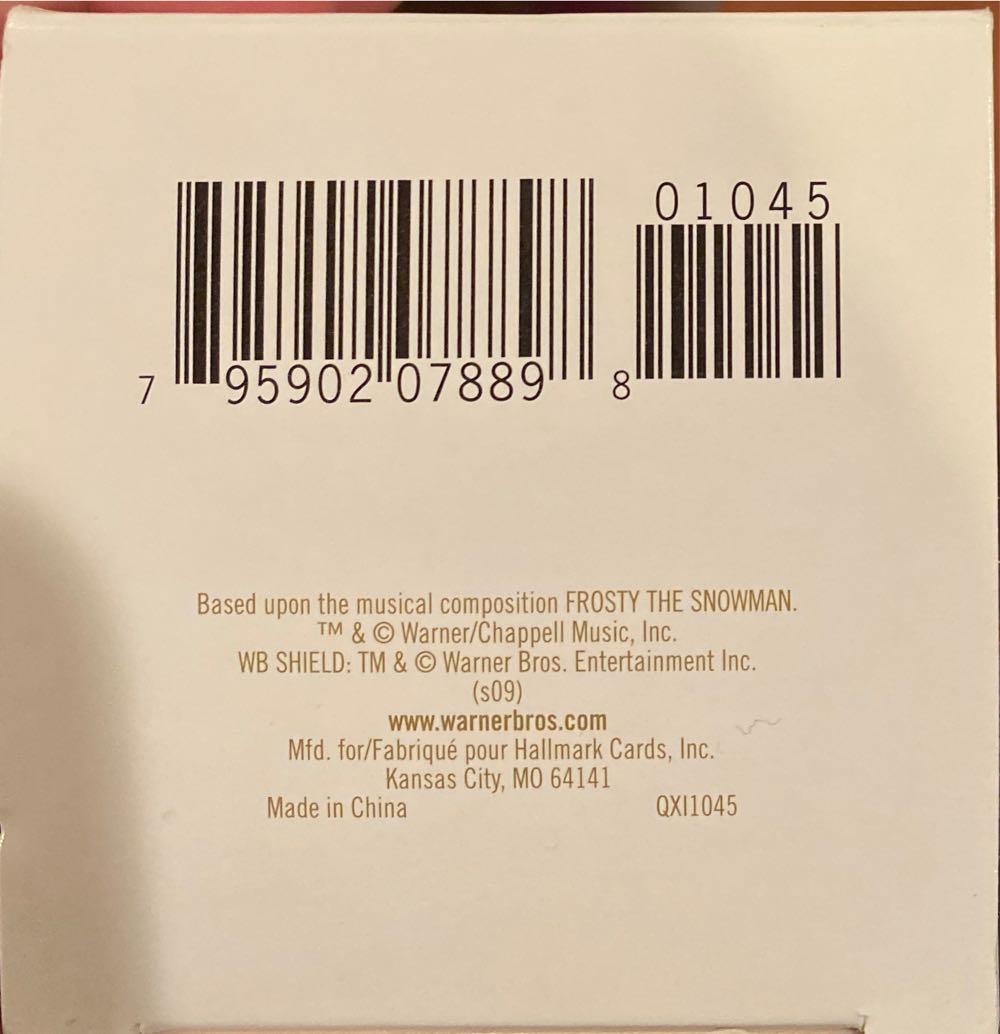 01045
7 95902 07889 8
Based upon the musical composition FROSTY THE SNOWMAN.
™ & © Warner/Chappell Music, Inc.
WB SHIELD: TM & © Warner Bros. Entertainment Inc.
(s09)
www.warnerbros.com
Mfd. for/Fabriqué pour Hallmark Cards, Inc.
Kansas City, MO 64141
Made in China QXI1045